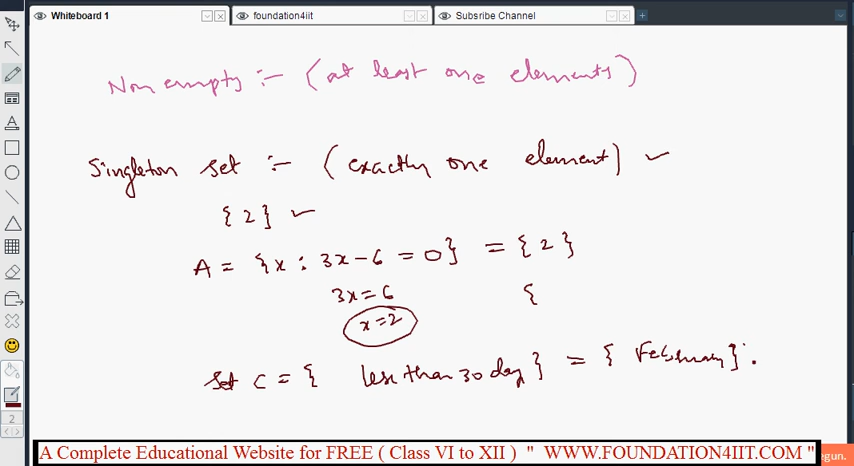 Whiteboard 1
foundation4iit
Subsribe Channel
Non empty :- (at least one elements)
Singleton set :- (exactly one element) ✓
{2} ✓
A = {x : 3x-6 = 0} = {2}
3x = 6 {
x = 2
Set C = { less than 30 day} = { February}.
2
A Complete Educational Website for FREE ( Class VI to XII ) " WWW.FOUNDATION4IIT.COM "
egun.